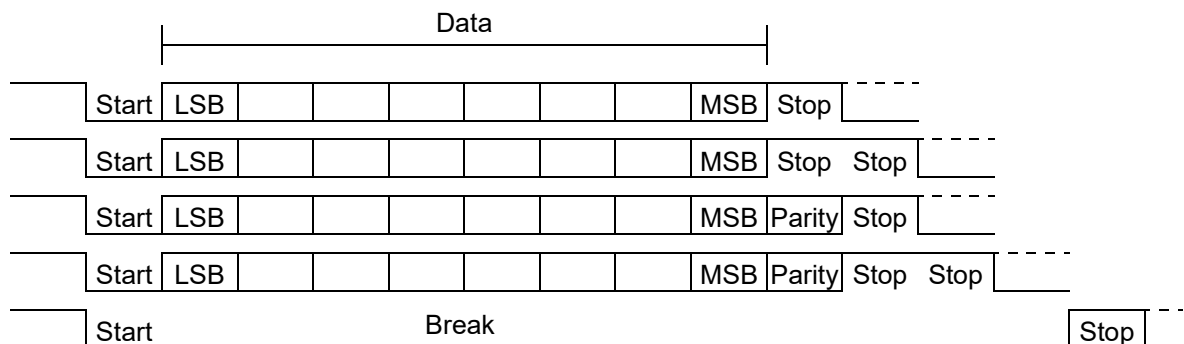 Data
Start LSB MSB Stop
Start LSB MSB Stop Stop
Start LSB MSB Parity Stop
Start LSB MSB Parity Stop Stop
Start Break Stop